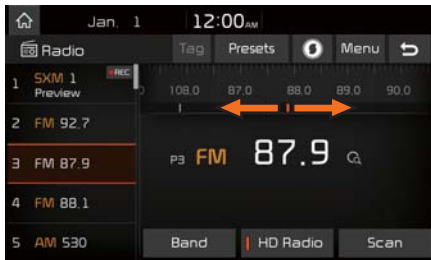 Jan. 1 12:00 AM
Radio Tag Presets Menu
1 SXM 1 REC
Preview
108.0 87.0 88.0 89.0 90.0
2 FM 92.7
3 FM 87.9
P3 FM 87.9
4 FM 88.1
5 AM 530
Band HD Radio Scan